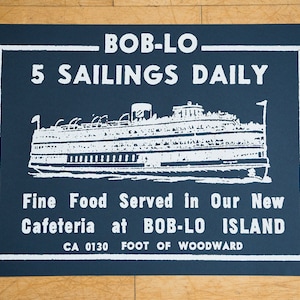 BOB-LO
5 SAILINGS DAILY
Fine Food Served in Our New
Cafeteria at BOB-LO ISLAND
CA 0130 FOOT OF WOODWARD